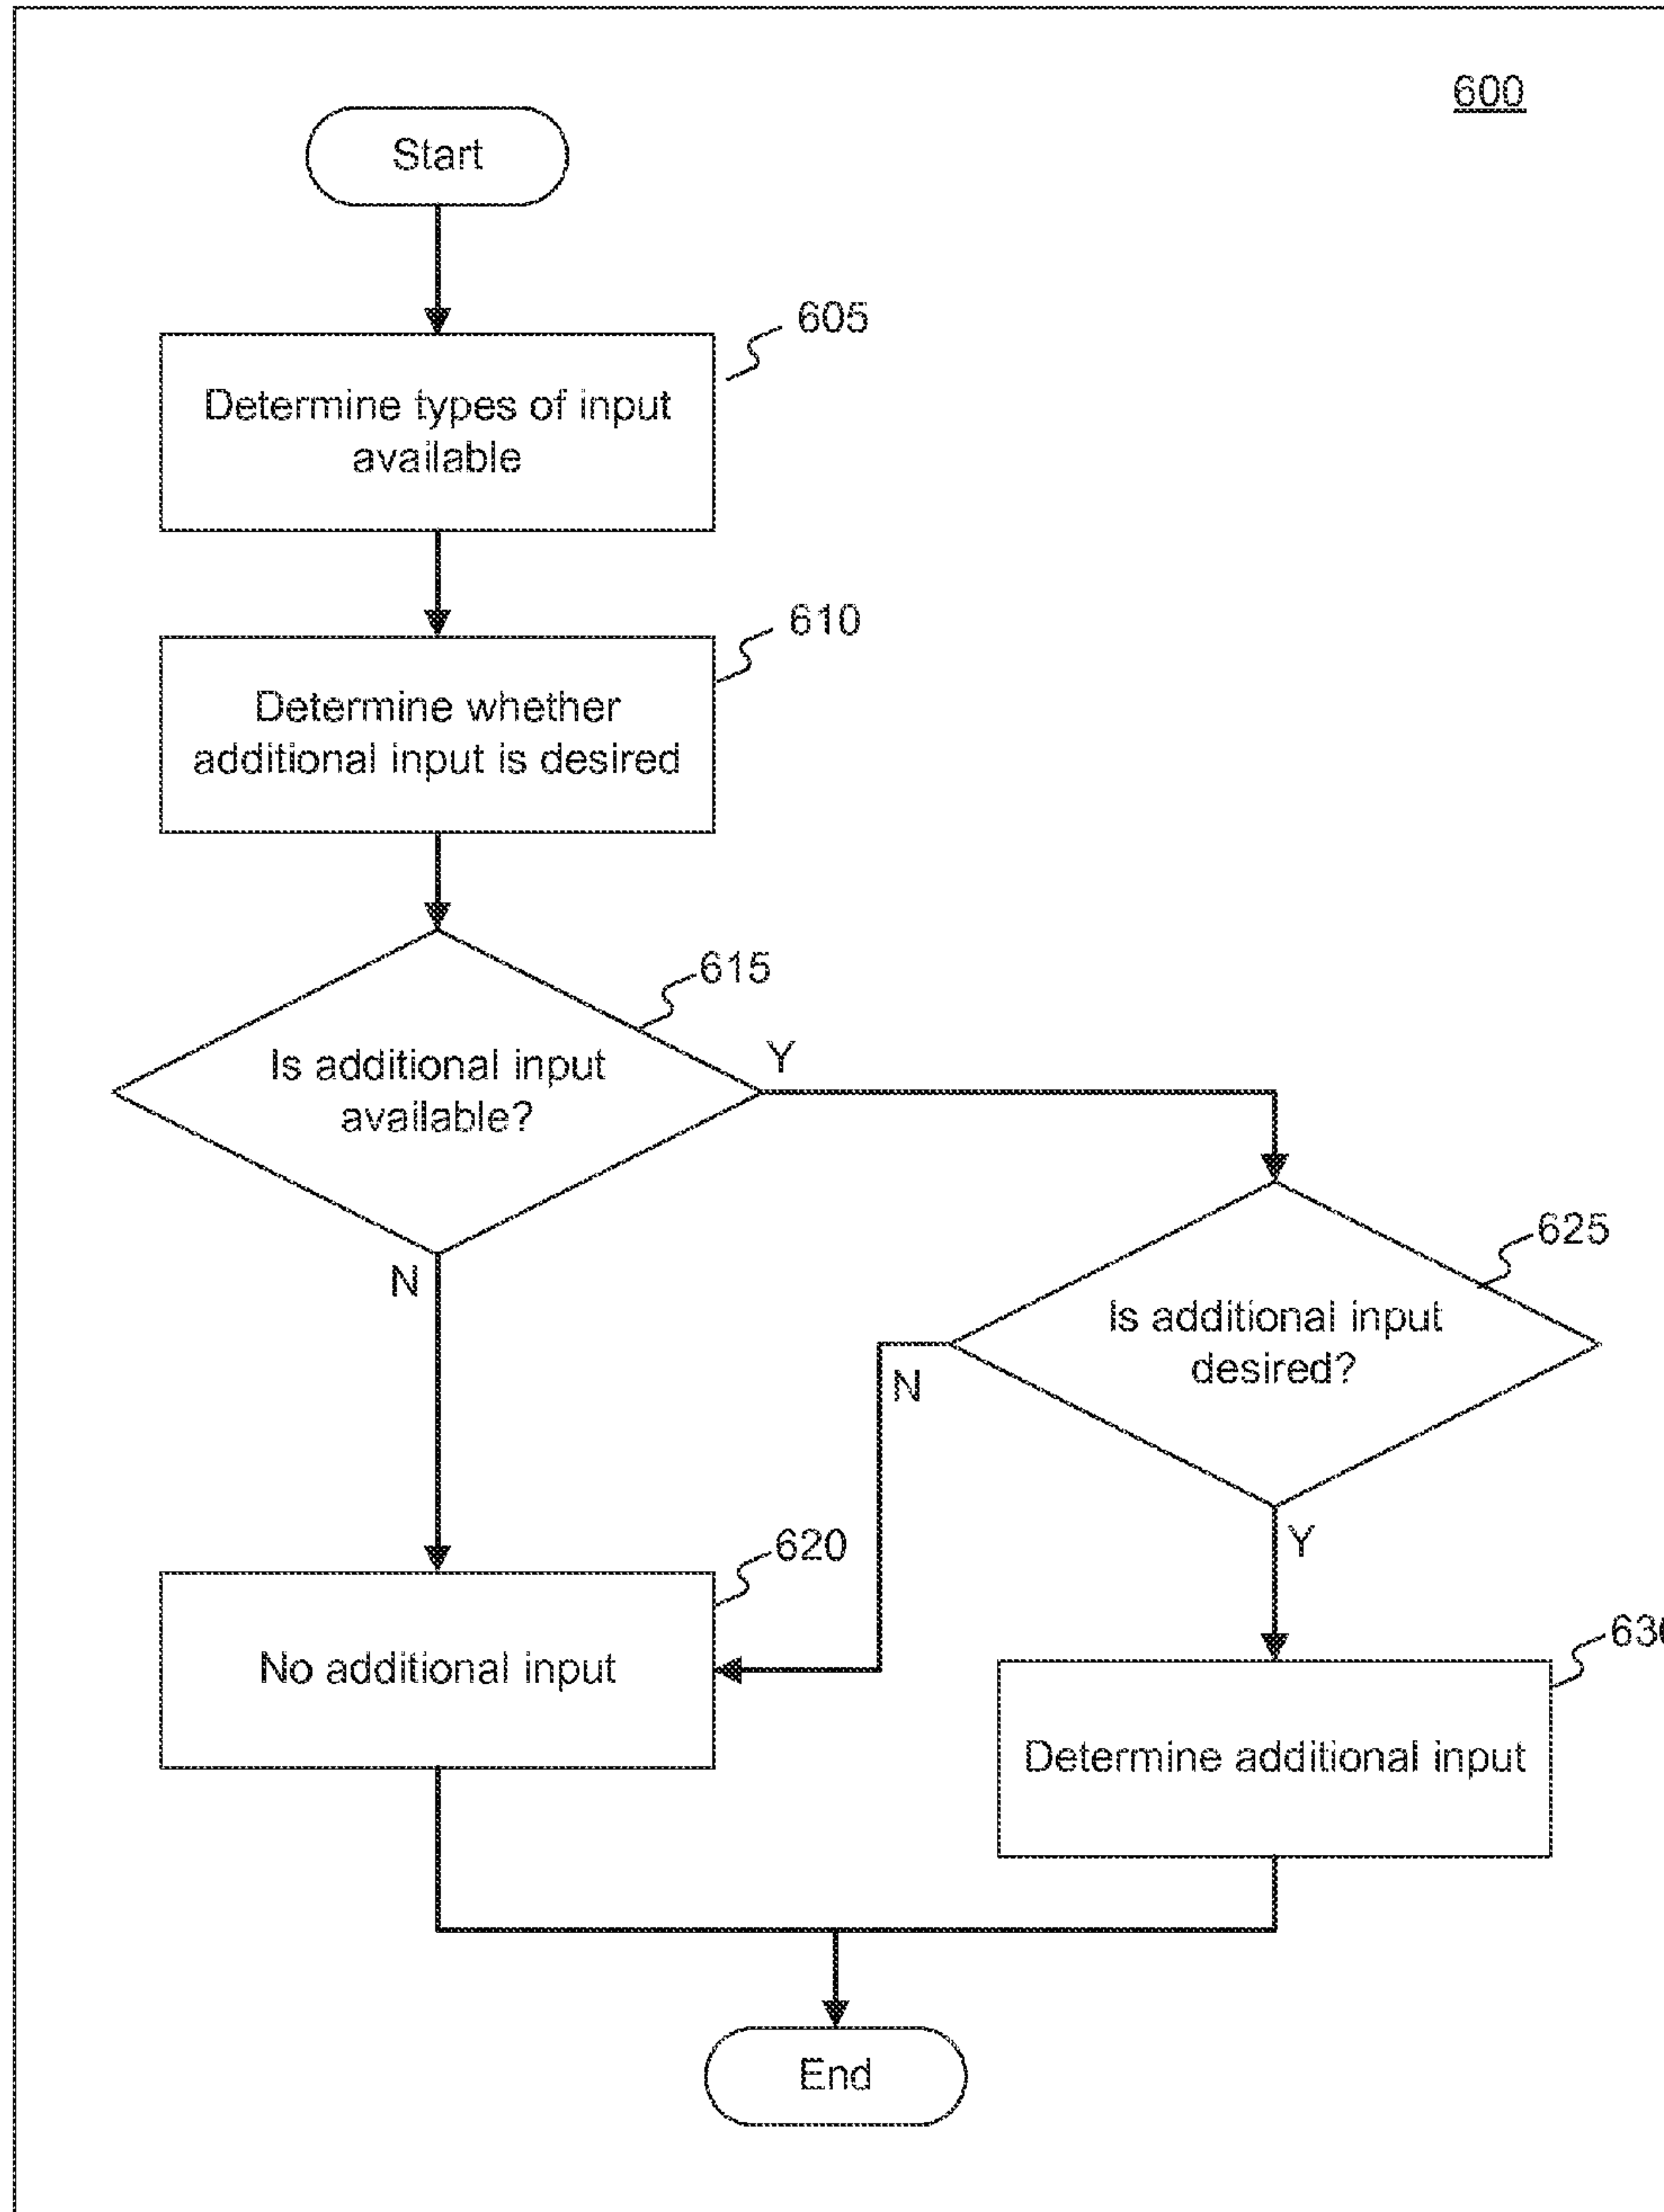 600
Start
605
Determine types of input
available
610
Determine whether
additional input is desired
615
Is additional input
available?
Y
N
625
Is additional input
desired?
N
Y
620
No additional input
630
Determine additional input
End